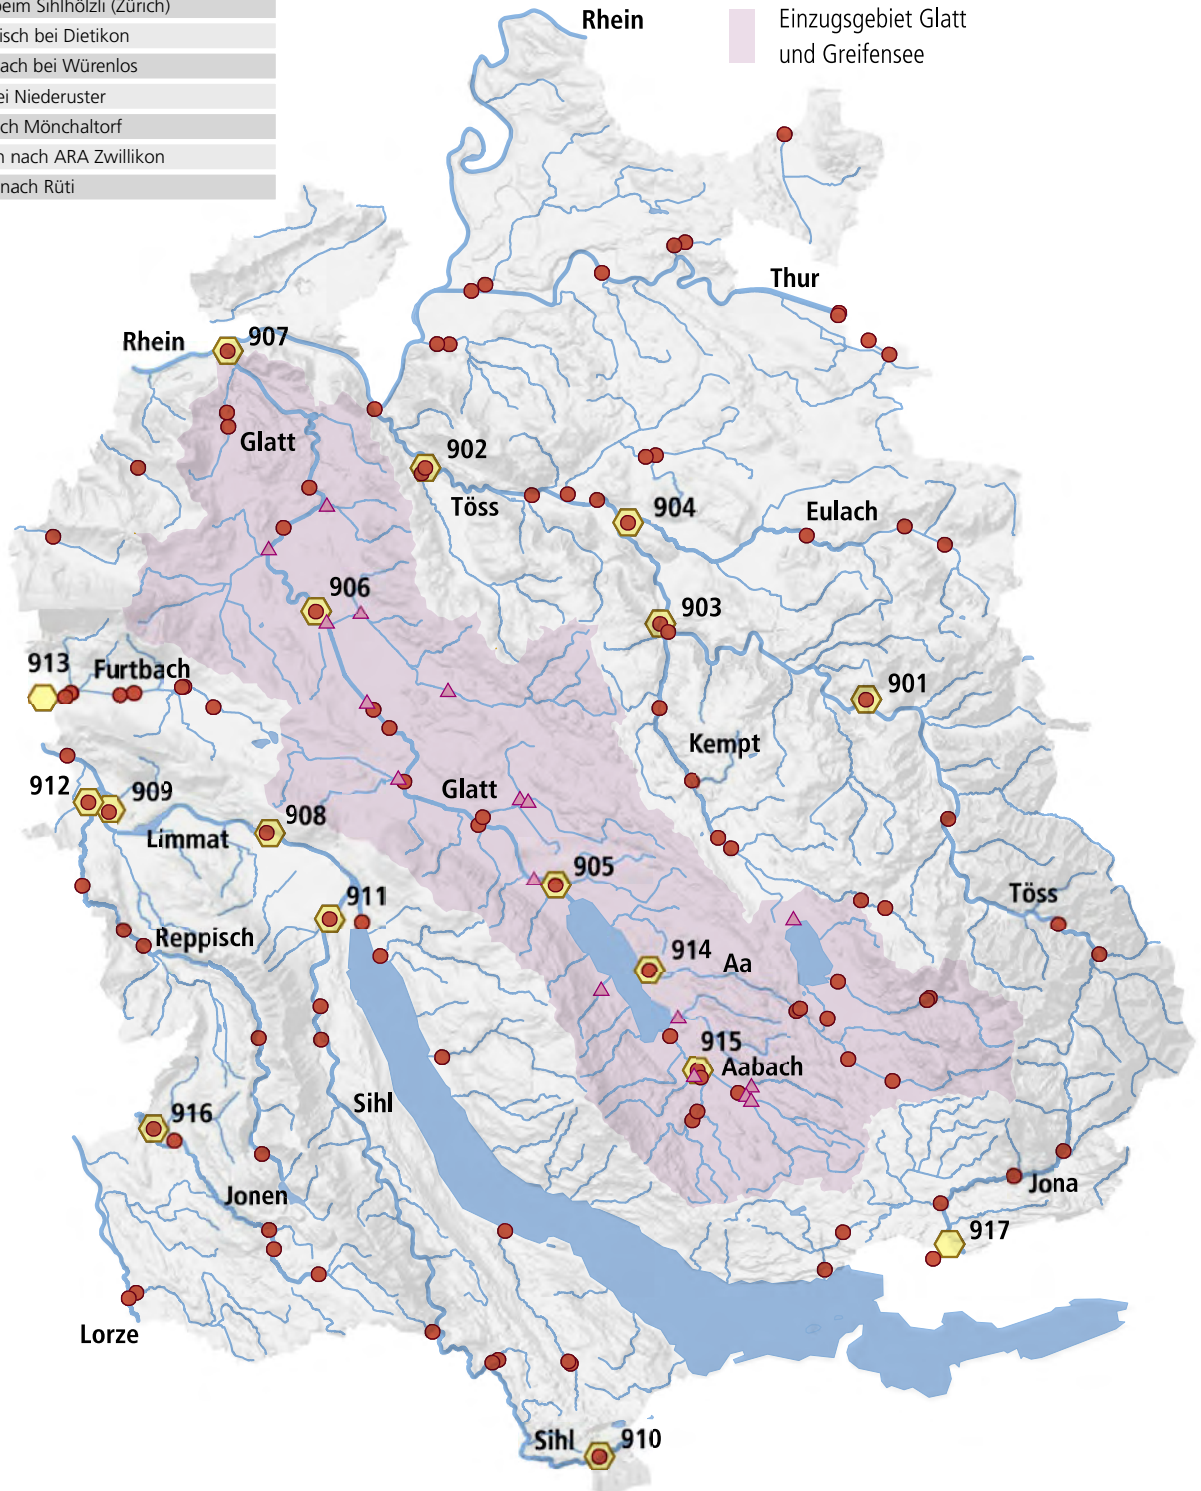 beim Sihlhölzli (Zürich)
isch bei Dietikon
ach bei Würenlos
ei Niederuster
ch Mönchaltorf
n nach ARA Zwillikon
nach Rüti
Rhein
Einzugsgebiet Glatt
und Greifensee
Thur
Rhein
907
Glatt
902
Töss
904
Eulach
906
903
913
Furtbach
901
Kempt
912
909
Glatt
908
Limmat
905
911
Töss
Reppisch
914
Aa
915
Aabach
Sihl
916
Jonen
Jona
917
Lorze
Sihl
910